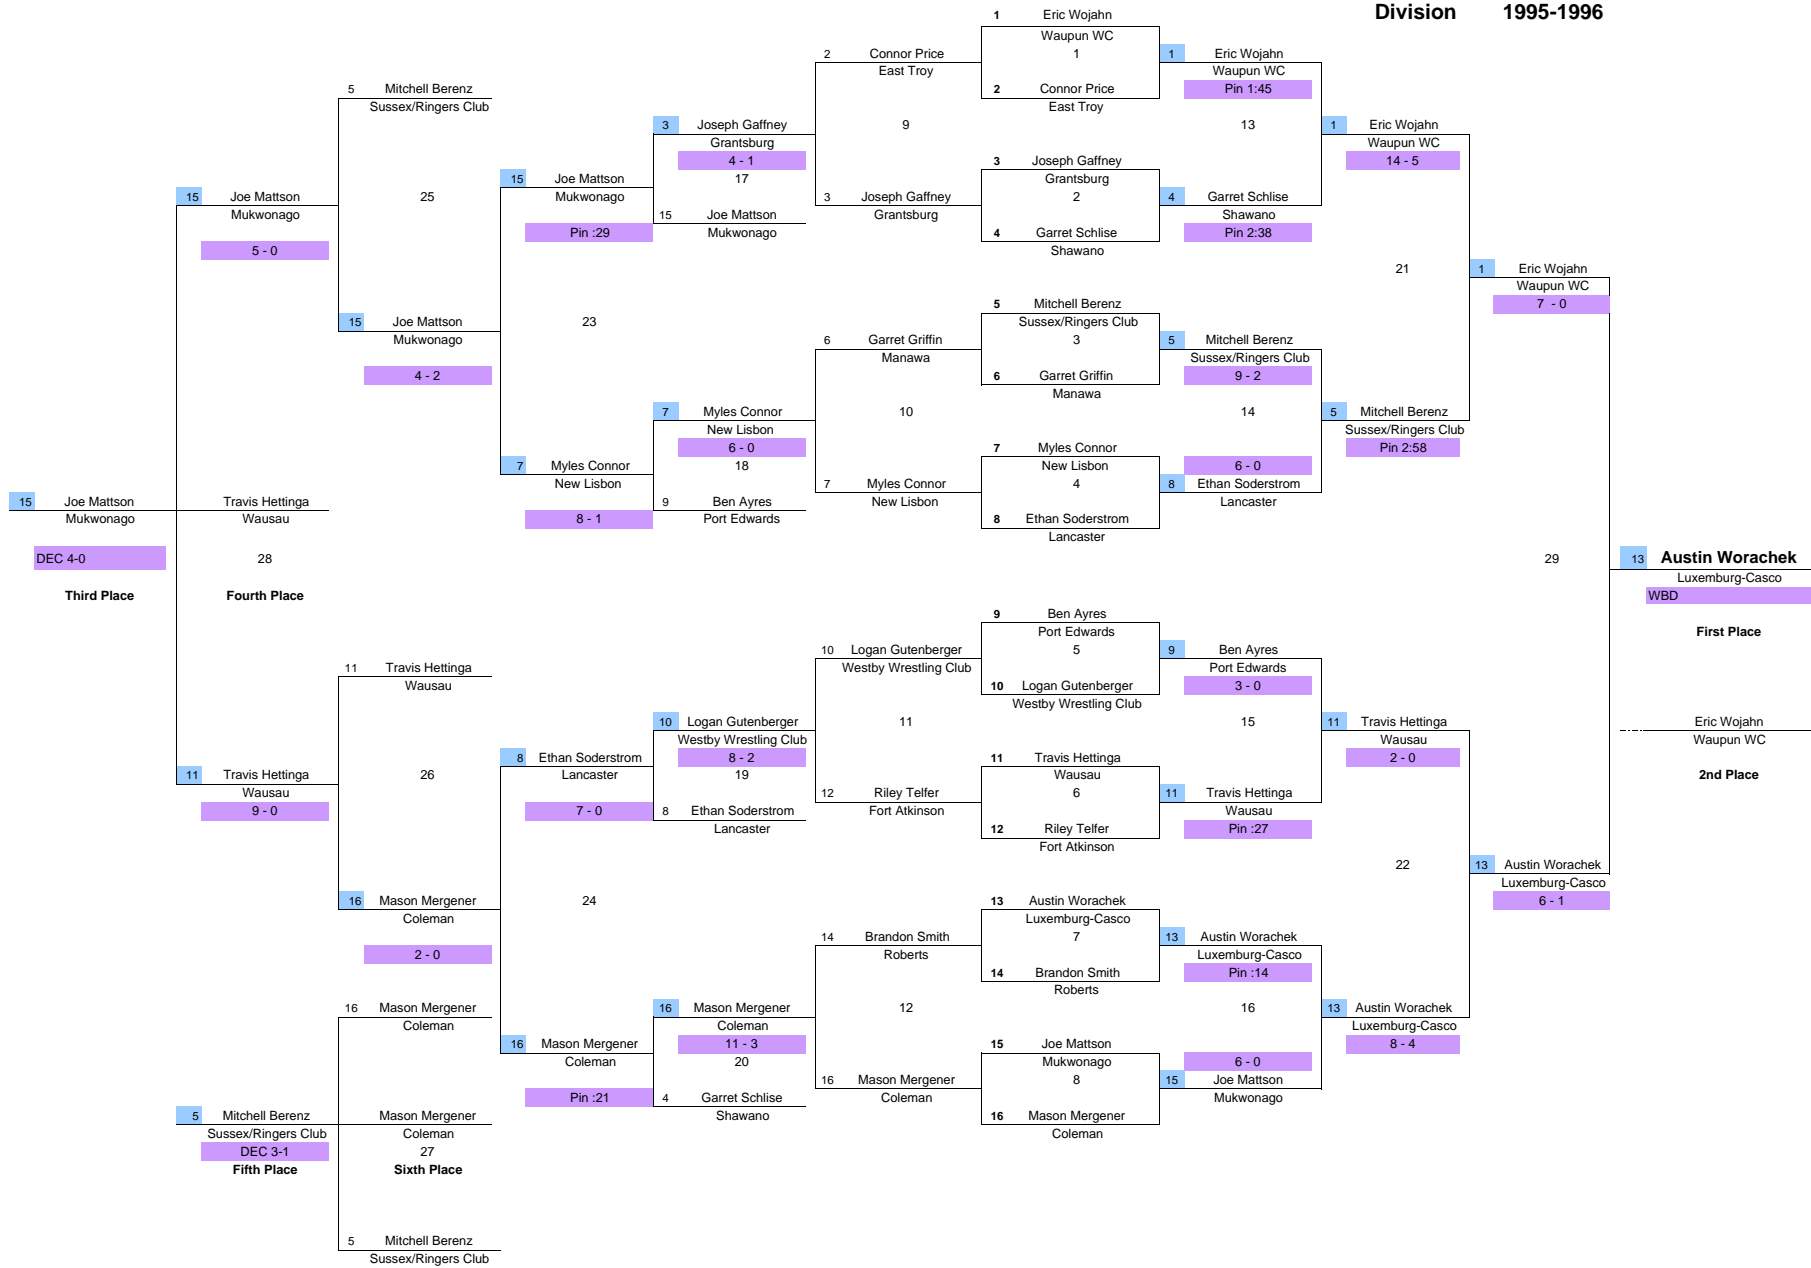 Division 1995-1996
1 Eric Wojahn
Waupun WC
2 Connor Price 1 1 Eric Wojahn
East Troy Waupun WC
5 Mitchell Berenz 2 Connor Price Pin 1:45
Sussex/Ringers Club East Troy
3 Joseph Gaffney 9 13 1 Eric Wojahn
Grantsburg Waupun WC
4 - 1 3 Joseph Gaffney 14 - 5
15 Joe Mattson 17 Grantsburg
15 Joe Mattson 25 Mukwonago 3 Joseph Gaffney 2 4 Garret Schlise
Mukwonago 15 Joe Mattson Grantsburg Shawano
Pin :29 Mukwonago 4 Garret Schlise Pin 2:38
5 - 0 Shawano
21 1 Eric Wojahn
Waupun WC
5 Mitchell Berenz 7 - 0
15 Joe Mattson 23 Sussex/Ringers Club
Mukwonago 6 Garret Griffin 3 5 Mitchell Berenz
Manawa Sussex/Ringers Club
4 - 2 6 Garret Griffin 9 - 2
Manawa
7 Myles Connor 10 14 5 Mitchell Berenz
New Lisbon Sussex/Ringers Club
6 - 0 7 Myles Connor Pin 2:58
7 Myles Connor 18 New Lisbon 6 - 0
New Lisbon 7 Myles Connor 4 8 Ethan Soderstrom
15 Joe Mattson Travis Hettinga 9 Ben Ayres New Lisbon Lancaster
Mukwonago Wausau 8 - 1 Port Edwards 8 Ethan Soderstrom
Lancaster
DEC 4-0 28 29 13 Austin Worachek
Luxemburg-Casco
Third Place Fourth Place WBD
9 Ben Ayres
Port Edwards First Place
10 Logan Gutenberger 5 9 Ben Ayres
11 Travis Hettinga Westby Wrestling Club Port Edwards
Wausau 10 Logan Gutenberger 3 - 0
Westby Wrestling Club
10 Logan Gutenberger 11 15 11 Travis Hettinga Eric Wojahn
Westby Wrestling Club Wausau Waupun WC
8 Ethan Soderstrom 8 - 2 11 Travis Hettinga 2 - 0
11 Travis Hettinga 26 Lancaster 19 Wausau 2nd Place
Wausau 12 Riley Telfer 6 11 Travis Hettinga
9 - 0 7 - 0 8 Ethan Soderstrom Fort Atkinson Wausau
Lancaster 12 Riley Telfer Pin :27
Fort Atkinson
22 13 Austin Worachek
Luxemburg-Casco
16 Mason Mergener 24 13 Austin Worachek 6 - 1
Coleman Luxemburg-Casco
14 Brandon Smith 7 13 Austin Worachek
2 - 0 Roberts Luxemburg-Casco
14 Brandon Smith Pin :14
Roberts
16 Mason Mergener 16 Mason Mergener 12 16 13 Austin Worachek
Coleman Coleman Luxemburg-Casco
16 Mason Mergener 11 - 3 15 Joe Mattson 8 - 4
Coleman 20 Mukwonago 6 - 0
16 Mason Mergener 8 15 Joe Mattson
Pin :21 4 Garret Schlise Coleman Mukwonago
5 Mitchell Berenz Mason Mergener Shawano 16 Mason Mergener
Sussex/Ringers Club Coleman Coleman
DEC 3-1 27
Fifth Place Sixth Place
5 Mitchell Berenz
Sussex/Ringers Club